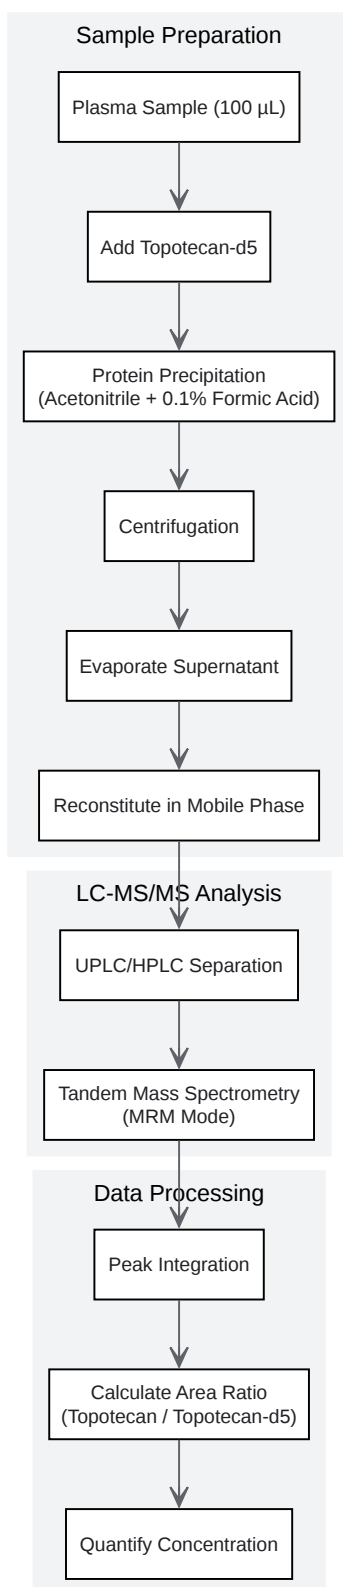 Sample Preparation
Plasma Sample (100 µL)
Add Topotecan-d5
Protein Precipitation
(Acetonitrile + 0.1% Formic Acid)
Centrifugation
Evaporate Supernatant
Reconstitute in Mobile Phase
LC-MS/MS Analysis
UPLC/HPLC Separation
Tandem Mass Spectrometry
(MRM Mode)
Data Processing
Peak Integration
Calculate Area Ratio
(Topotecan / Topotecan-d5)
Quantify Concentration